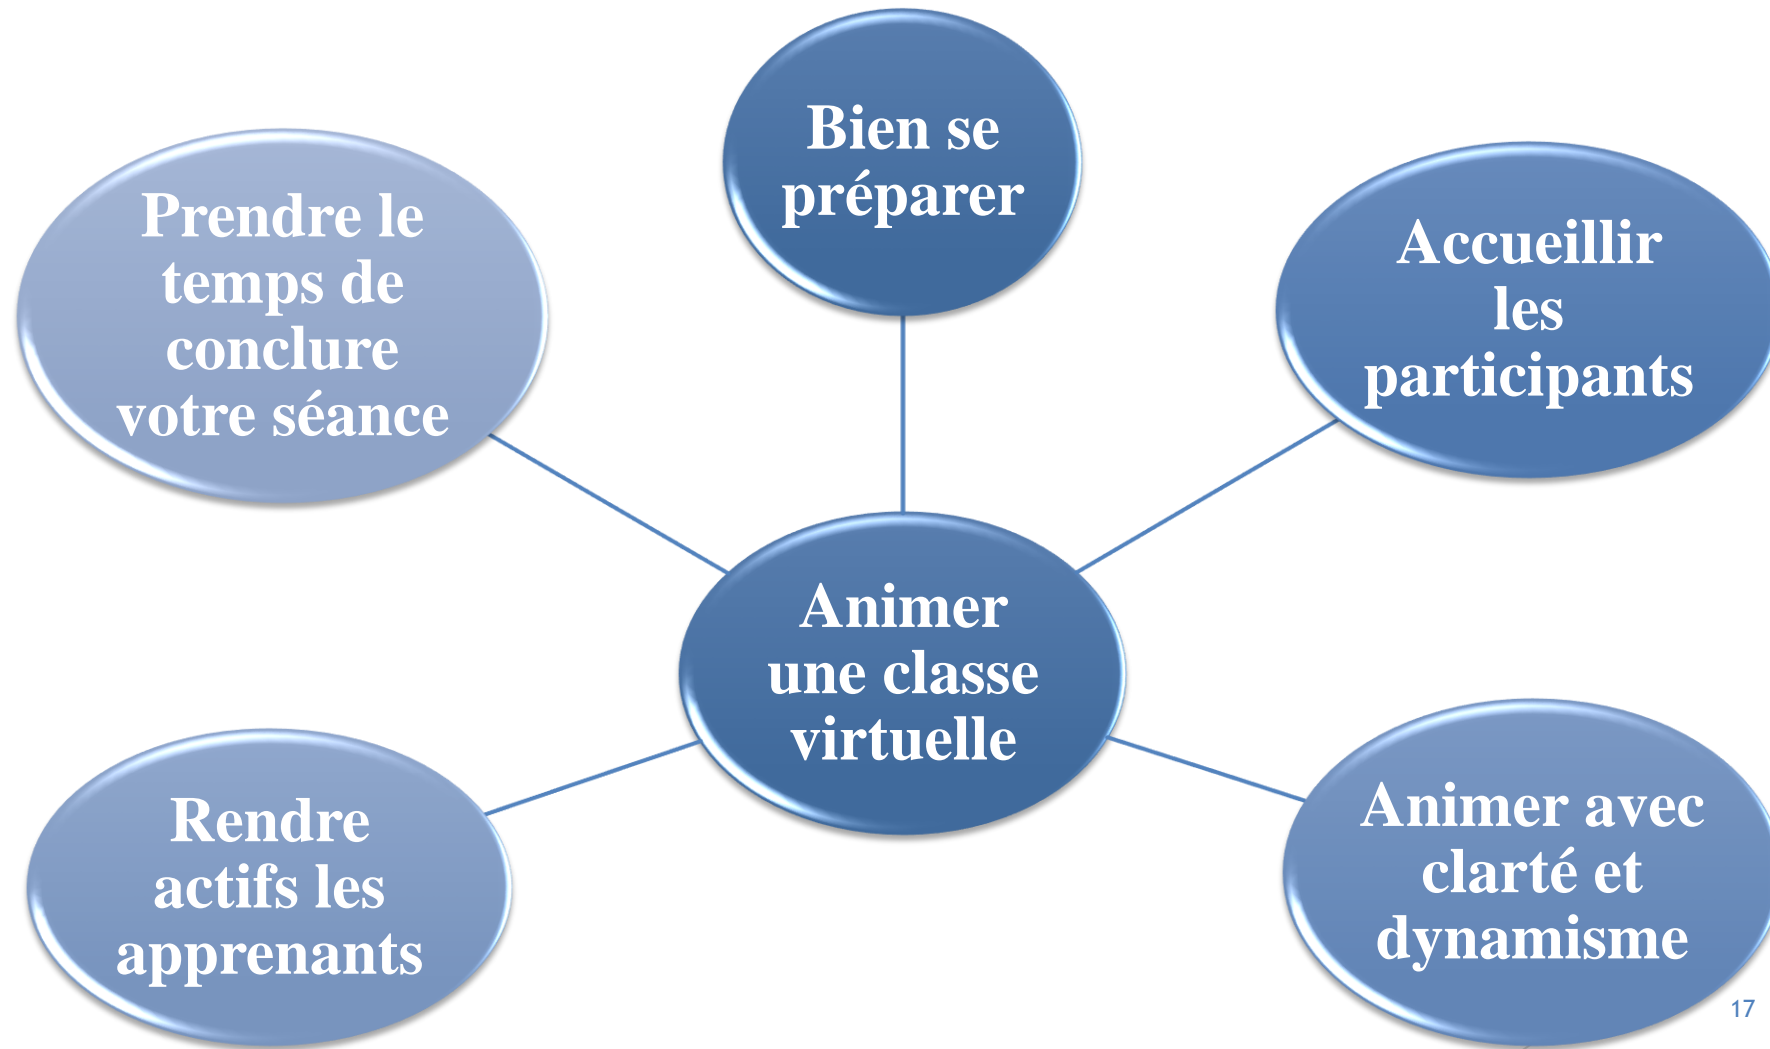 Bien se
préparer
Accueillir
les
participants
Animer avec
clarté et
dynamisme
Rendre
actifs les
apprenants
Prendre le
temps de
conclure
votre séance
Animer
une classe
virtuelle
17